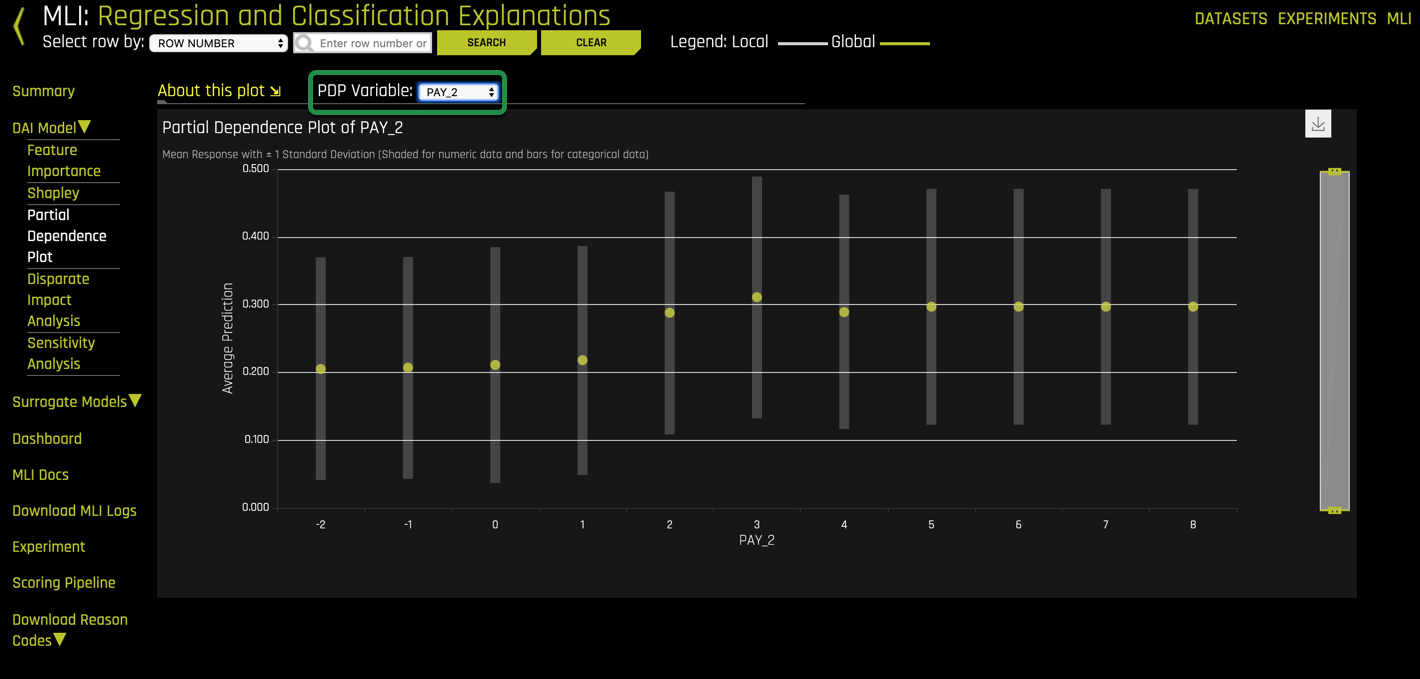 MLI: Regression and Classification Explanations
DATASETS EXPERIMENTS MLI
Select row by: ROW NUMBER Enter row number or SEARCH CLEAR Legend: Local Global
Summary
DAI Model
Feature
Importance
Shapley
Partial
Dependence
Plot
Disparate
Impact
Analysis
Sensitivity
Analysis
Surrogate Models
Dashboard
MLI Docs
Download MLI Logs
Experiment
Scoring Pipeline
Download Reason
Codes
About this plot PDP Variable: PAY_2
Partial Dependence Plot of PAY_2
Mean Response with ± 1 Standard Deviation (Shaded for numeric data and bars for categorical data)
0.500
0.400
0.300
0.200
0.100
0.000
Average Prediction
-2 -1 0 1 2 3 4 5 6 7 8
PAY_2